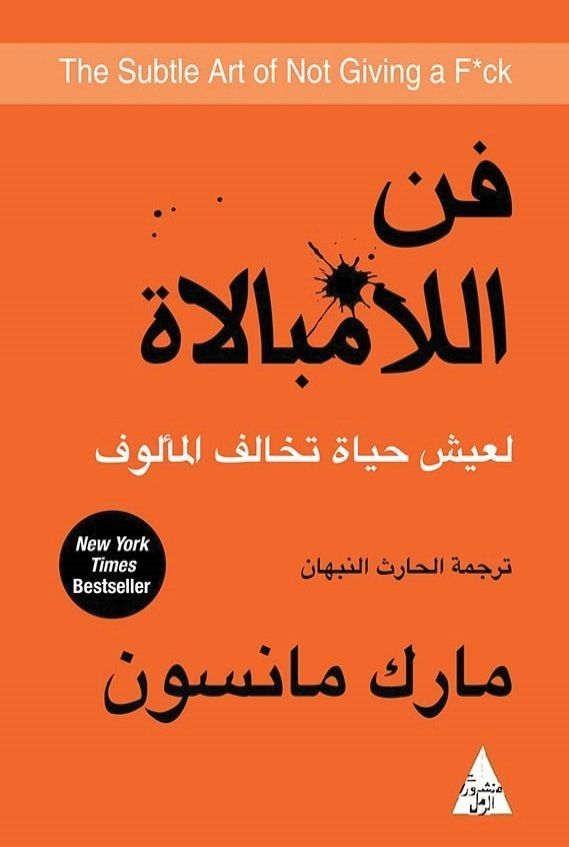 The Subtle Art of Not Giving a F*ck
فن
اللامبالاة
لعيش حياة تخالف المألوف
New York
Times
Bestseller
ترجمة الحارث النبهان
مارك مانسون
منشورات
الرمل